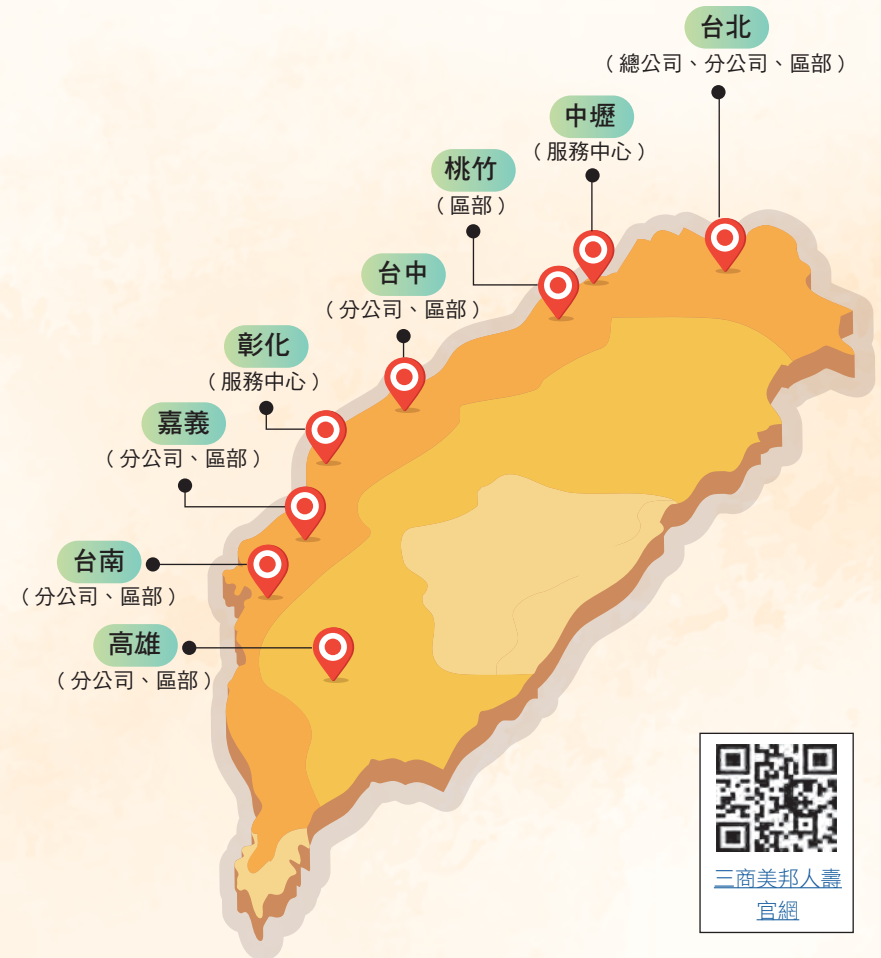 台北
（總公司、分公司、區部）
中壢
（服務中心）
桃竹
（區部）
台中
（分公司、區部）
彰化
（服務中心）
嘉義
（分公司、區部）
台南
（分公司、區部）
高雄
（分公司、區部）
三商美邦人壽
官網